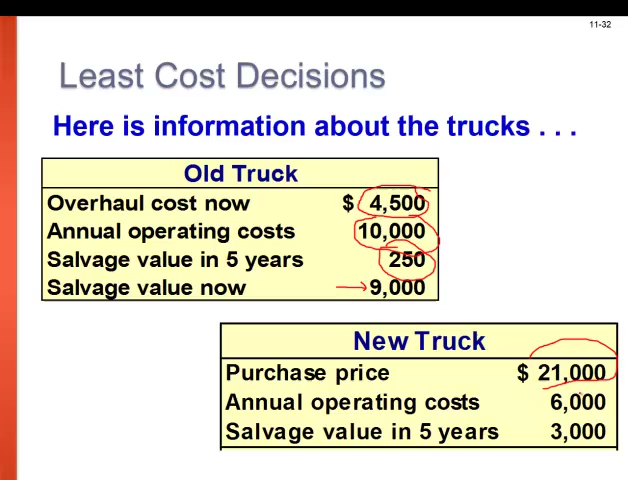 11-32
Least Cost Decisions
Here is information about the trucks . . .
Old Truck
Overhaul cost now $ 4,500
Annual operating costs 10,000
Salvage value in 5 years 250
Salvage value now 9,000
New Truck
Purchase price $ 21,000
Annual operating costs 6,000
Salvage value in 5 years 3,000